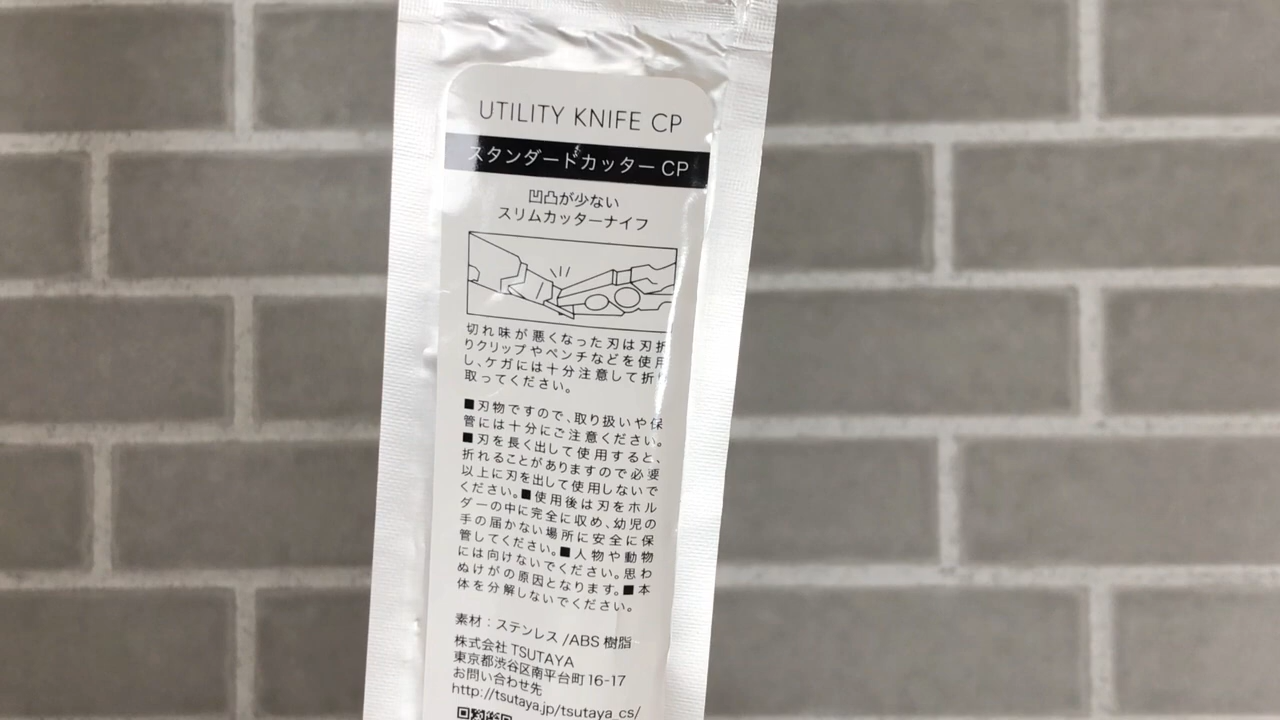 UTILITY KNIFE CP
スタンダードカッター CP
凹凸が少ない
スリムカッターナイフ
切れ味が悪くなった刃は刃折
りクリップやペンチなどを使用
し、ケガには十分注意して折り
取ってください。
■刃物ですので、取り扱いや保
管には十分にご注意ください。
■刃を長く出して使用すると、
折れることがありますので必要
以上に刃を出して使用しないで
ください。■使用後は刃をホル
ダーの中に完全に収め、幼児の
手の届かない場所に安全に保
管してください。■人物や動物
には向けないでください。思わ
ぬけがの原因となります。■本
体を分解しないでください。
素材：ステンレス /ABS 樹脂
株式会社 TSUTAYA
東京都渋谷区南平台町 16-17
お問い合わせ先
http://tsutaya.jp/tsutaya_cs/